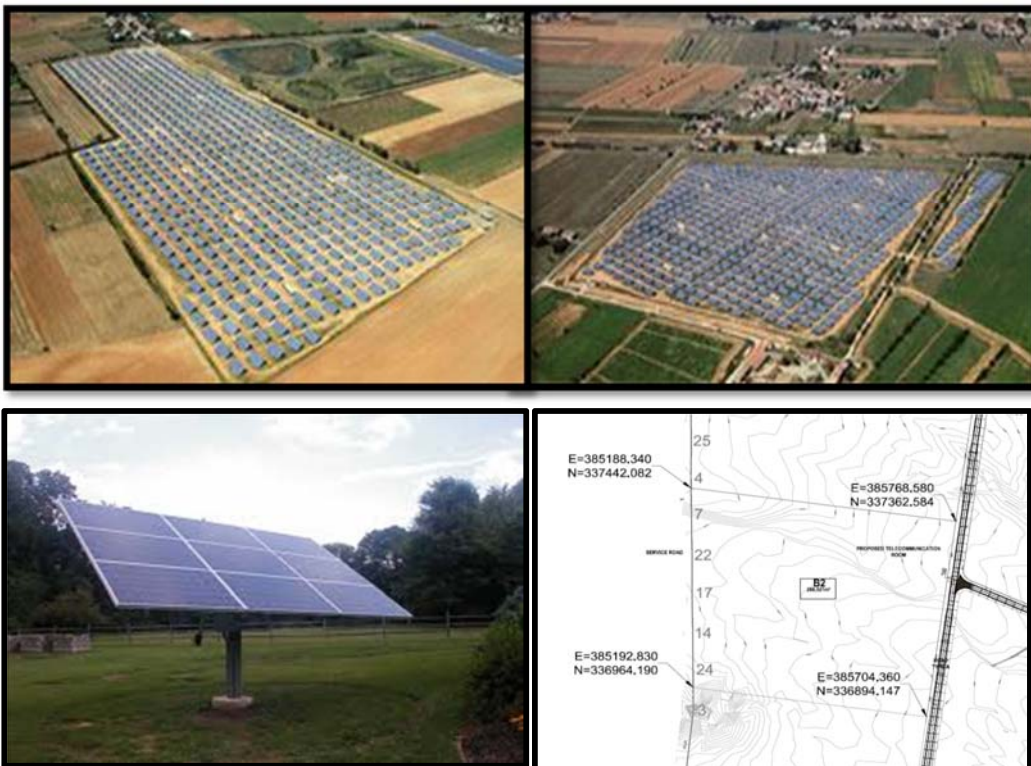 25
E=385188.340
N=337442.082
4
E=385768.580
N=337362.584
7
SERVICE ROAD
22
PROPOSED TELECOMMUNICATION
ROOM
B2
17
14
E=385192.830
N=336964.190
24
E=385704.360
N=336894.147
3